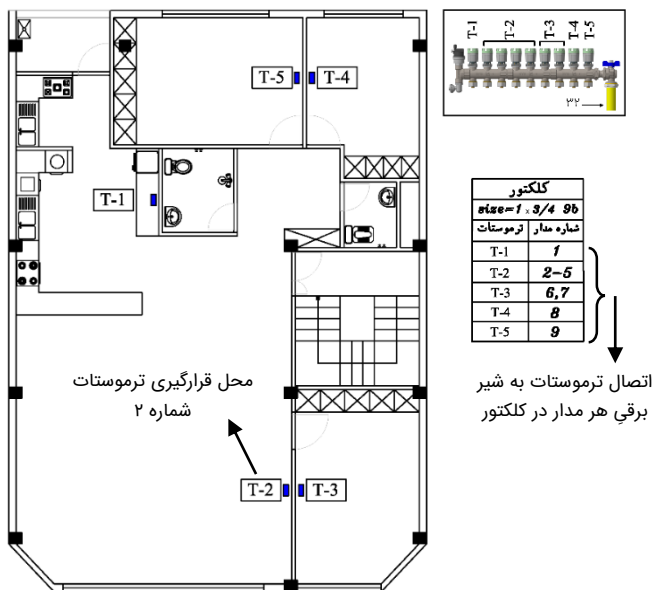 T-1
T-2
T-3
T-4
T-5
۳۲
T-5
T-4
T-1
کلکتور
size=1 x 3/4 9b
شماره مدار ترموستات
T-1 1
T-2 2-5
T-3 6,7
T-4 8
T-5 9
محل قرارگیری ترموستات
شماره ۲
اتصال ترموستات به شیر
برقیِ هر مدار در کلکتور
T-2
T-3